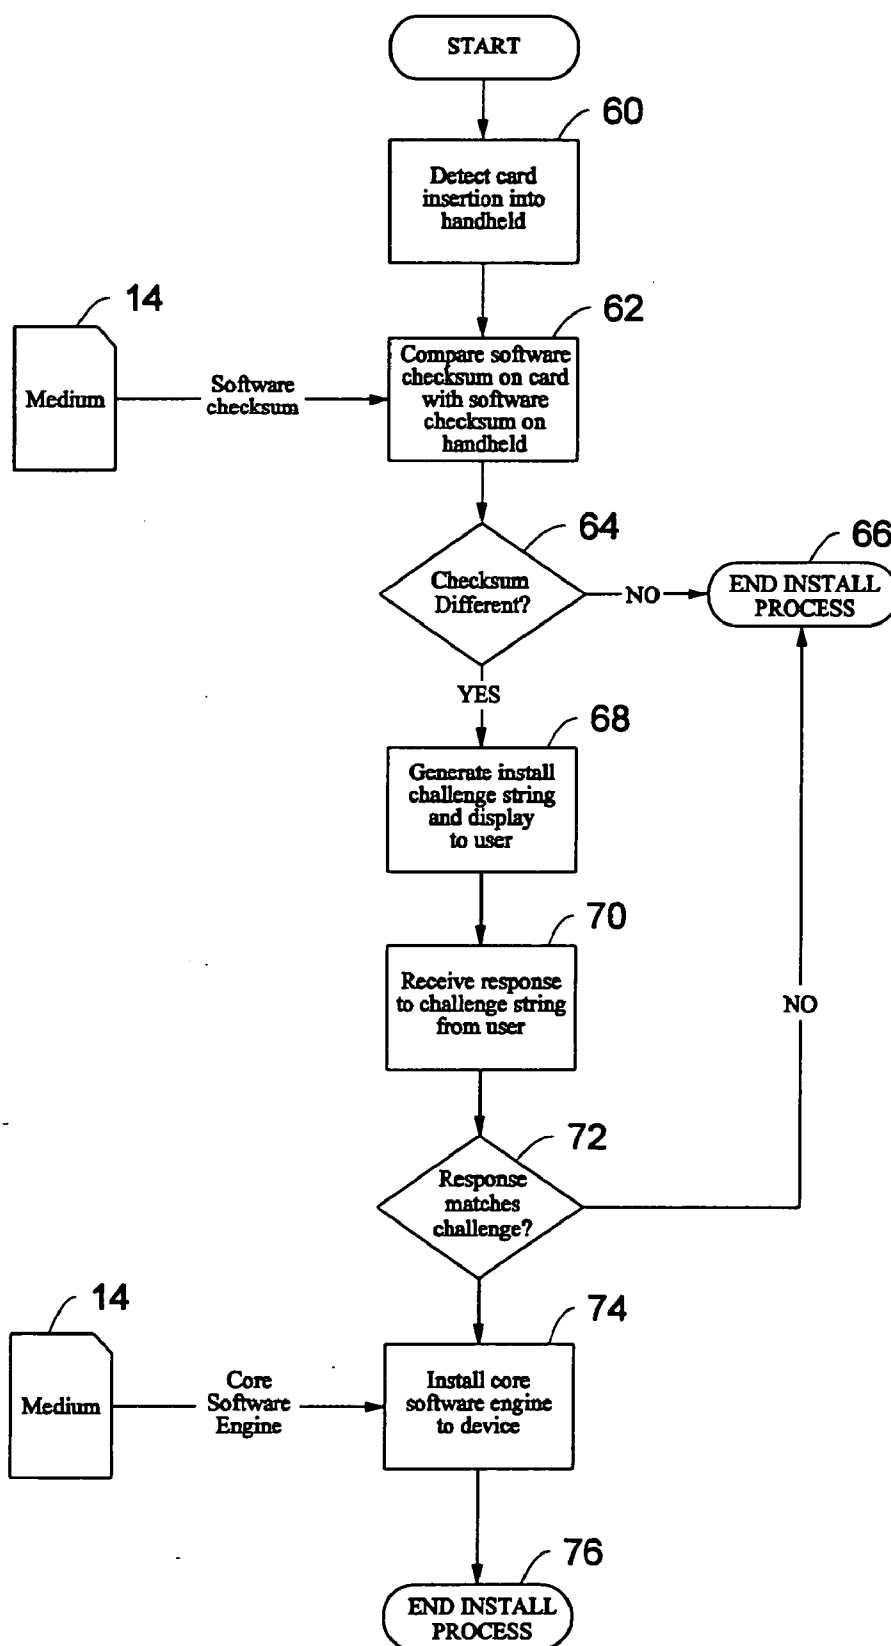 START
60
Detect card
insertion into
handheld
14
62
Medium
Software
checksum
Compare software
checksum on card
with software
checksum on
handheld
64
66
Checksum
Different?
NO
END INSTALL
PROCESS
YES
68
Generate install
challenge string
and display
to user
70
Receive response
to challenge string
from user
NO
72
Response
matches
challenge?
14
74
Medium
Core
Software
Engine
Install core
software engine
to device
76
END INSTALL
PROCESS